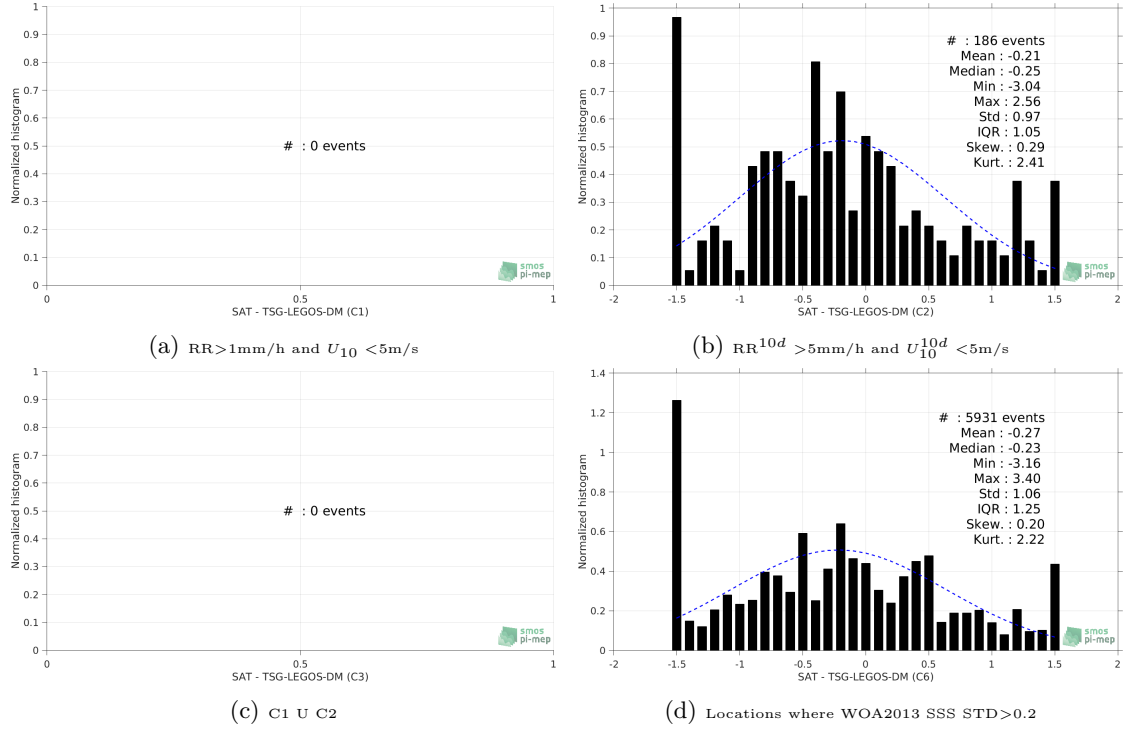 1
0.9
0.8
0.7
0.6
0.5
0.4
0.3
0.2
0.1
0
Normalized histogram
# : 0 events
smos
pi-mep
0 0.5 1
SAT - TSG-LEGOS-DM (C1)
(a) RR>1mm/h and U10 <5m/s
1
0.9
0.8
0.7
0.6
0.5
0.4
0.3
0.2
0.1
0
Normalized histogram
# : 186 events
Mean : -0.21
Median : -0.25
Min : -3.04
Max : 2.56
Std : 0.97
IQR : 1.05
Skew. : 0.29
Kurt. : 2.41
smos
pi-mep
-2 -1.5 -1 -0.5 0 0.5 1 1.5 2
SAT - TSG-LEGOS-DM (C2)
(b) RR10d >5mm/h and U10d10 <5m/s
1
0.9
0.8
0.7
0.6
0.5
0.4
0.3
0.2
0.1
0
Normalized histogram
# : 0 events
smos
pi-mep
0 0.5 1
SAT - TSG-LEGOS-DM (C3)
(c) C1 U C2
1.4
1.2
1
0.8
0.6
0.4
0.2
0
Normalized histogram
# : 5931 events
Mean : -0.27
Median : -0.23
Min : -3.16
Max : 3.40
Std : 1.06
IQR : 1.25
Skew. : 0.20
Kurt. : 2.22
smos
pi-mep
-2 -1.5 -1 -0.5 0 0.5 1 1.5 2
SAT - TSG-LEGOS-DM (C6)
(d) Locations where WOA2013 SSS STD>0.2